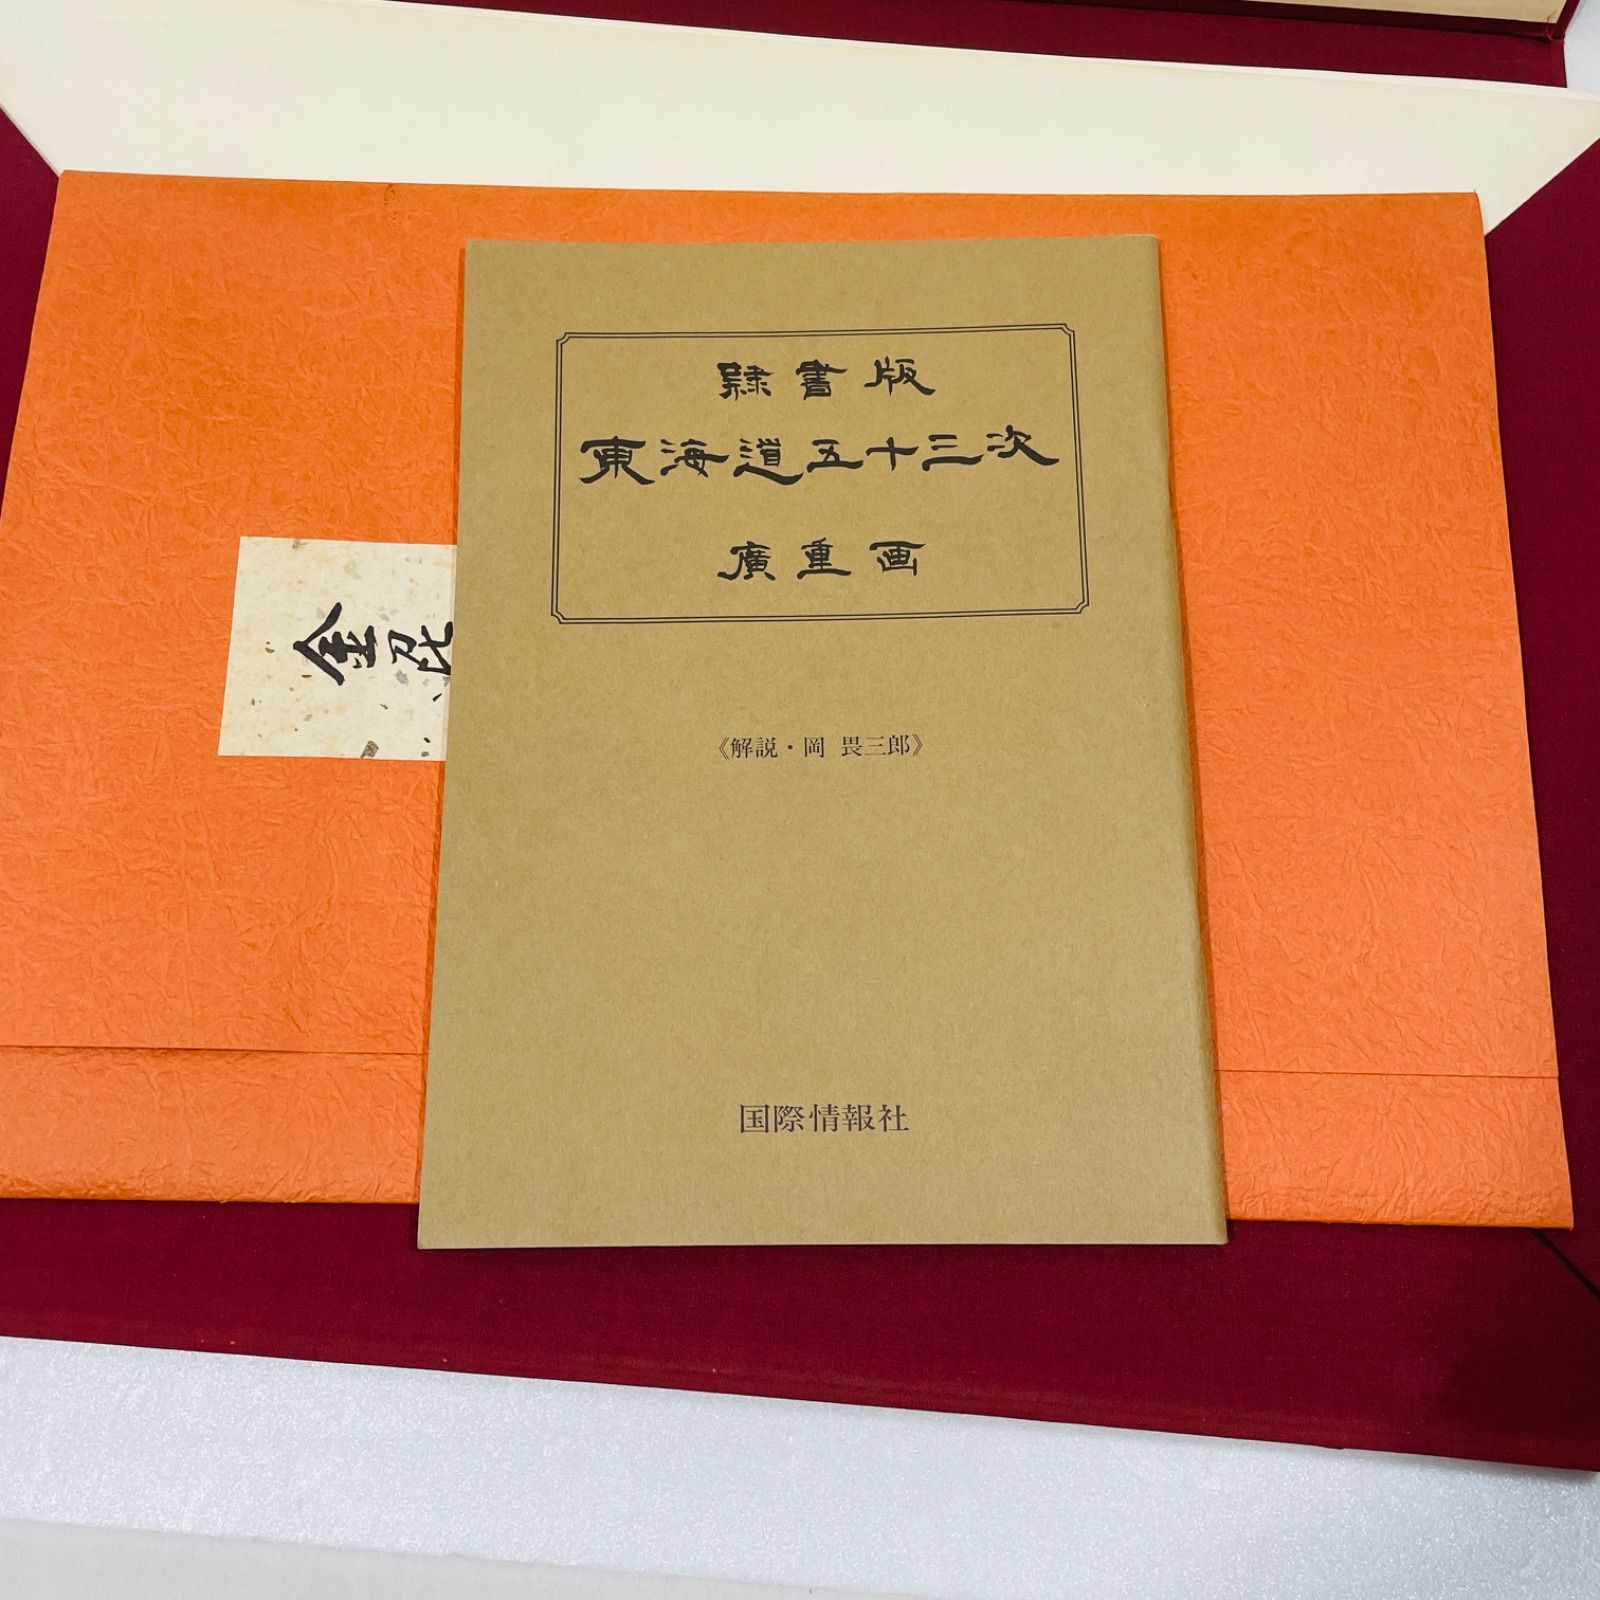 隷書版
東海道五十三次
廣重画
《解説・岡 畏三郎》
国際情報社
金